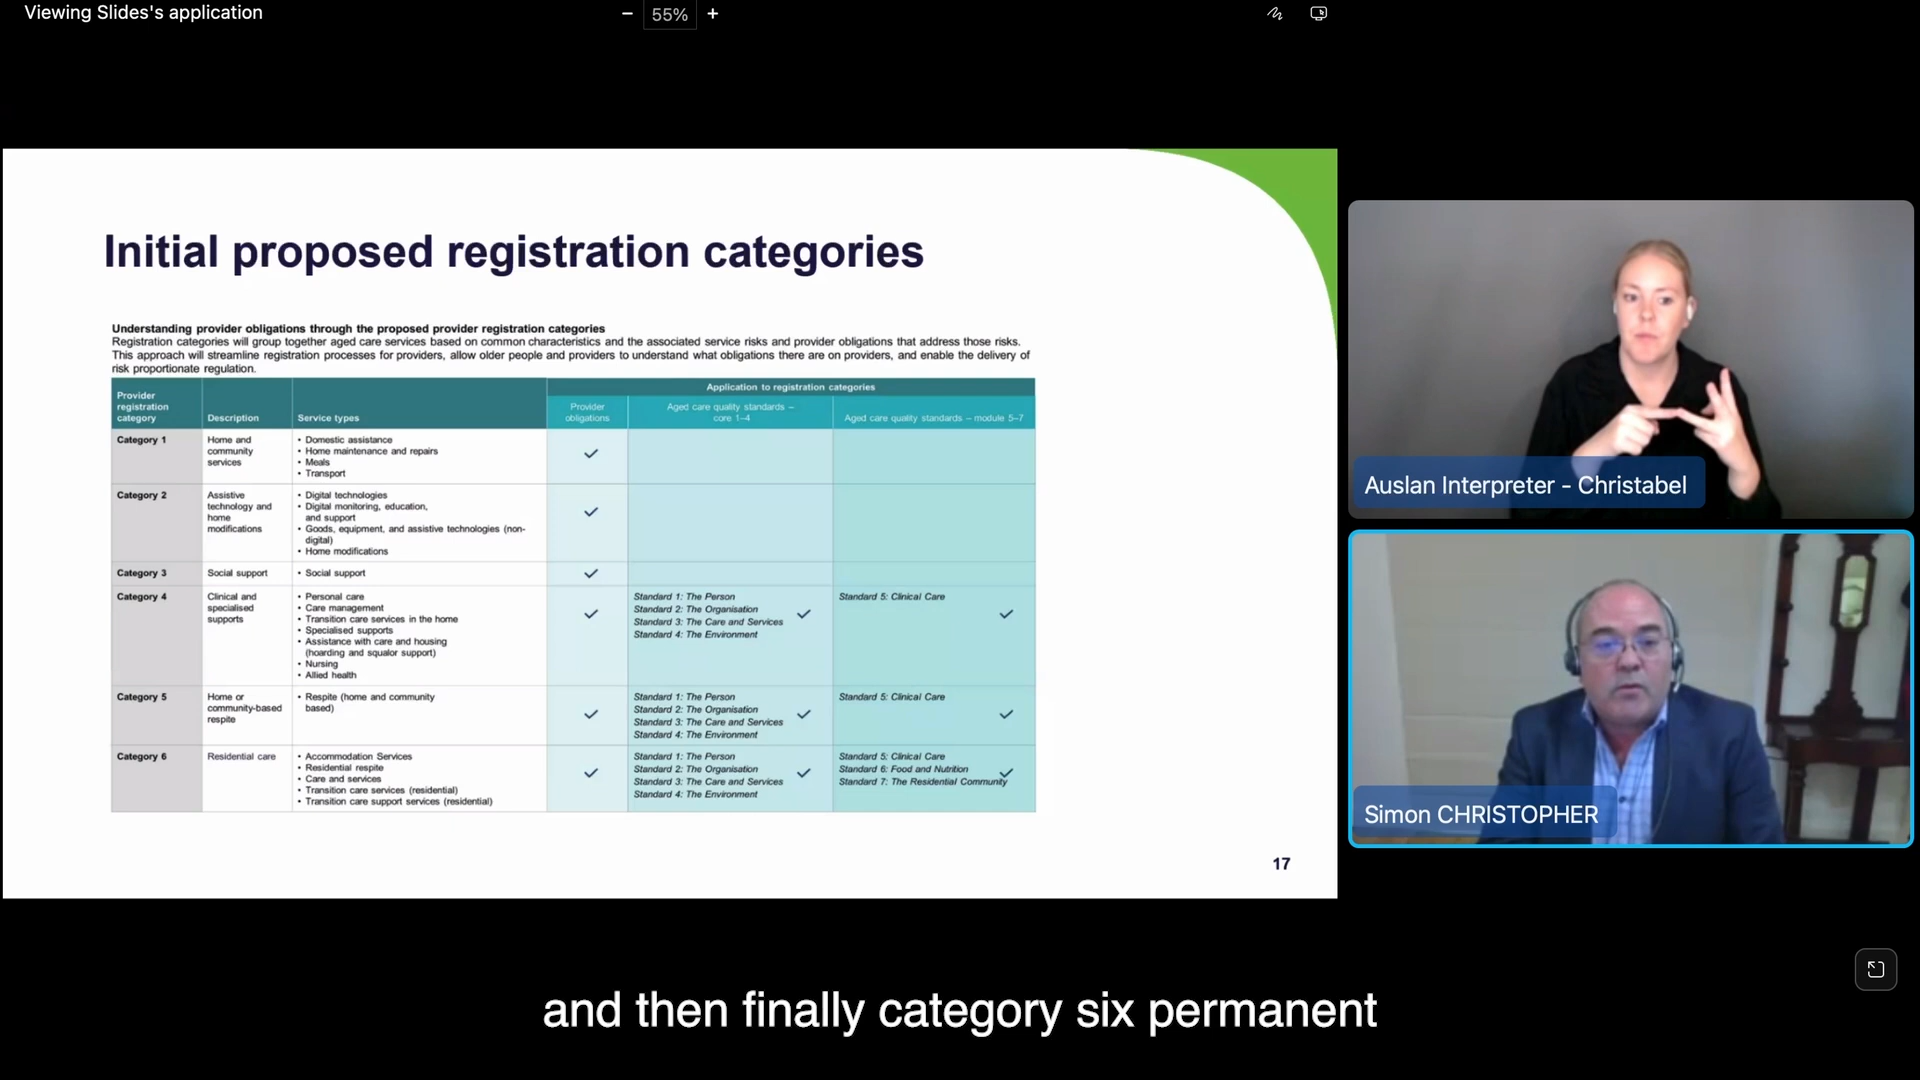 Viewing Slides's application
− 55% +
Initial proposed registration categories
Understanding provider obligations through the proposed provider registration categories
Registration categories will group together aged care services based on common characteristics and the associated service risks and provider obligations that address those risks.
This approach will streamline registration processes for providers, allow older people and providers to understand what obligations there are on providers, and enable the delivery of
risk proportionate regulation.
Provider
registration
category
Description
Service types
Application to registration categories
Provider
obligations
Aged care quality standards –
core 1–4
Aged care quality standards – module 5–7
Category 1
Home and
community
services
• Domestic assistance
• Home maintenance and repairs
• Meals
• Transport
✓
Category 2
Assistive
technology and
home
modifications
• Digital technologies
• Digital monitoring, education,
and support
• Goods, equipment, and assistive technologies (non-
digital)
• Home modifications
✓
Category 3
Social support
• Social support
✓
Category 4
Clinical and
specialised
supports
• Personal care
• Care management
• Transition care services in the home
• Specialised supports
• Assistance with care and housing
(hoarding and squalor support)
• Nursing
• Allied health
✓
Standard 1: The Person
Standard 2: The Organisation
Standard 3: The Care and Services
Standard 4: The Environment
✓
Standard 5: Clinical Care
✓
Category 5
Home or
community-based
respite
• Respite (home and community
based)
✓
Standard 1: The Person
Standard 2: The Organisation
Standard 3: The Care and Services
Standard 4: The Environment
✓
Standard 5: Clinical Care
✓
Category 6
Residential care
• Accommodation Services
• Residential respite
• Care and services
• Transition care services (residential)
• Transition care support services (residential)
✓
Standard 1: The Person
Standard 2: The Organisation
Standard 3: The Care and Services
Standard 4: The Environment
✓
Standard 5: Clinical Care
Standard 6: Food and Nutrition
Standard 7: The Residential Community
✓
17
Auslan Interpreter - Christabel
Simon CHRISTOPHER
and then finally category six permanent